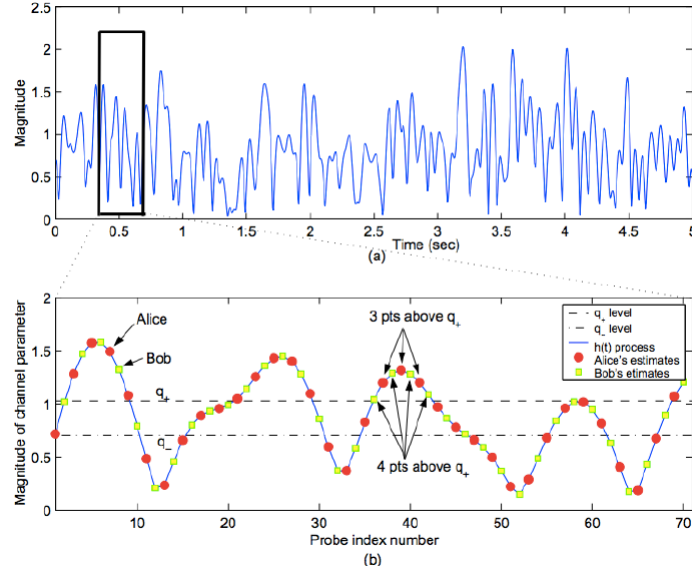 2.5
2
1.5
1
0.5
0
Magnitude
0 0.5 1 1.5 2 2.5 3 3.5 4 4.5 5
Time (sec)
(a)
2
1.5
1
0.5
0
Magnitude of channel parameter
Alice
Bob
q+
q_
3 pts above q+
4 pts above q+
q+ level
q_ level
h(t) process
Alice's estimates
Bob's etimates
10 20 30 40 50 60 70
Probe index number
(b)